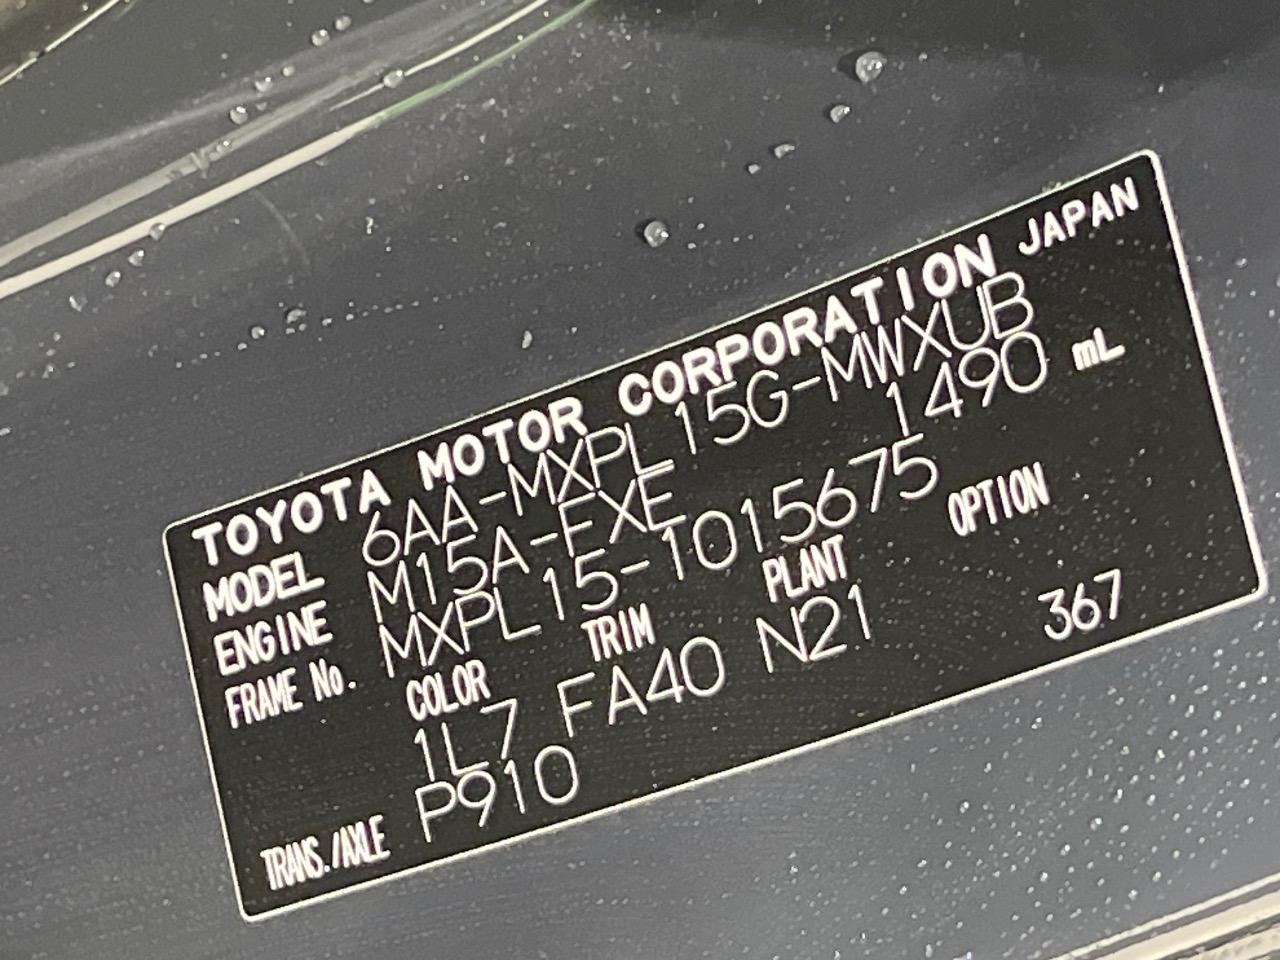 TOYOTA MOTOR CORPORATION JAPAN
MODEL 6AA-MXPL15G-MWXUB
ENGINE M15A-FXE 1490 mL
FRAME No. MXPL15-1015675
COLOR TRIM PLANT OPTION
1L7 FA40 N21 367
TRANS./AXLE P910